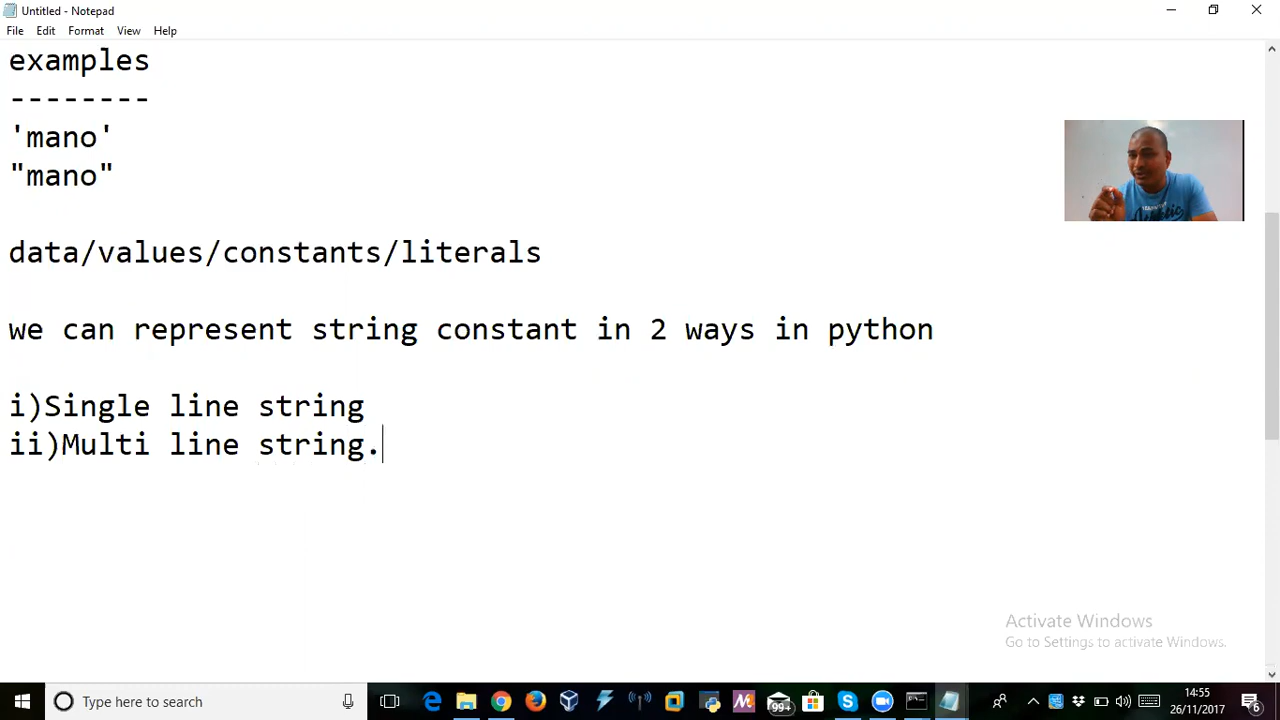 Untitled - Notepad
File Edit Format View Help
examples
--------
'mano'
"mano"
data/values/constants/literals
we can represent string constant in 2 ways in python
i)Single line string
ii)Multi line string.
Activate Windows
Go to Settings to activate Windows.
Type here to search
99+
14:55
26/11/2017
6